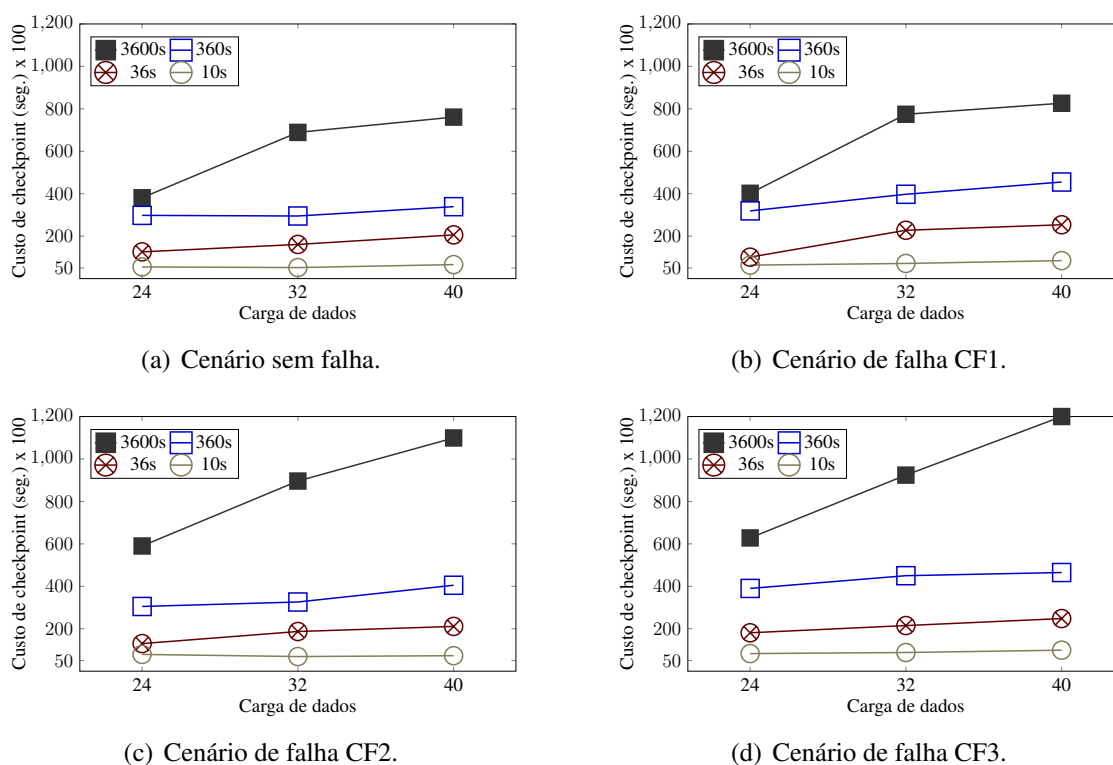 1,200
1,000
800
600
400
200
50
Custo de checkpoint (seg.) x 100
3600s 360s
36s 10s
24 32 40
Carga de dados
(a) Cenário sem falha.
1,200
1,000
800
600
400
200
50
Custo de checkpoint (seg.) x 100
3600s 360s
36s 10s
24 32 40
Carga de dados
(b) Cenário de falha CF1.
1,200
1,000
800
600
400
200
50
Custo de checkpoint (seg.) x 100
3600s 360s
36s 10s
24 32 40
Carga de dados
(c) Cenário de falha CF2.
1,200
1,000
800
600
400
200
50
Custo de checkpoint (seg.) x 100
3600s 360s
36s 10s
24 32 40
Carga de dados
(d) Cenário de falha CF3.